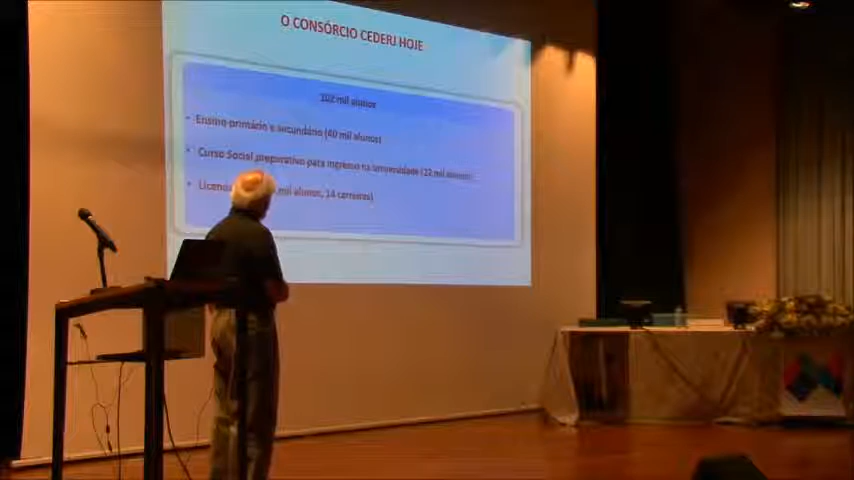 O CONSÓRCIO CEDERJ HOJE
102 mil alunos
• Ensino primário e secundário (40 mil alunos)
• Curso Social preparativo para ingresso na universidade (22 mil alunos)
• mil alunos, 14 carreiras)